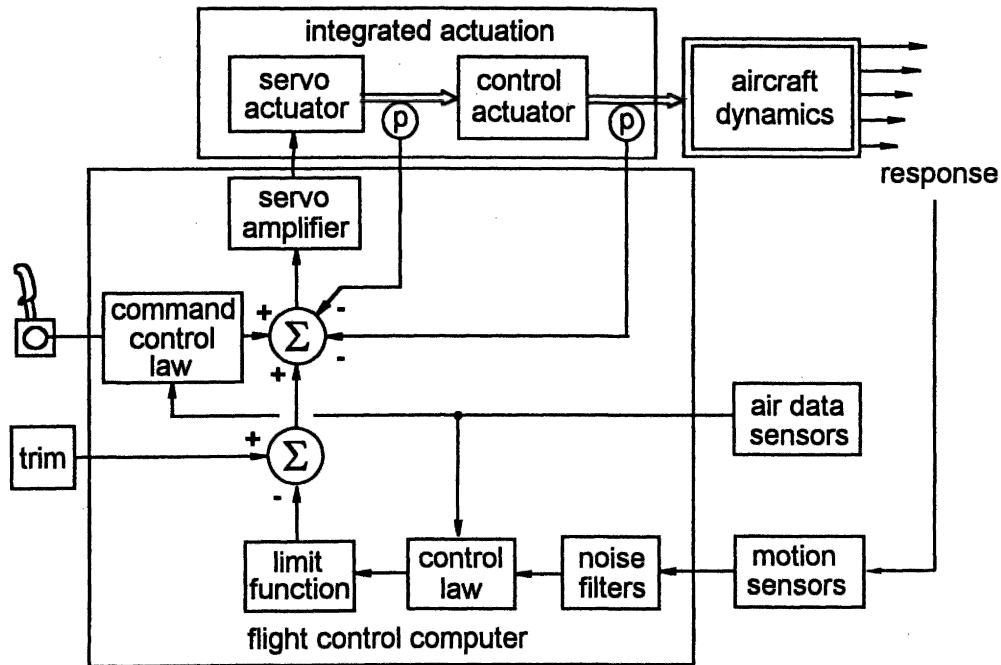 integrated actuation
servo
actuator
p
control
actuator
p
aircraft
dynamics
response
servo
amplifier
command
control
law
+
Σ
-
-
+
trim
+
Σ
-
air data
sensors
limit
function
control
law
noise
filters
motion
sensors
flight control computer